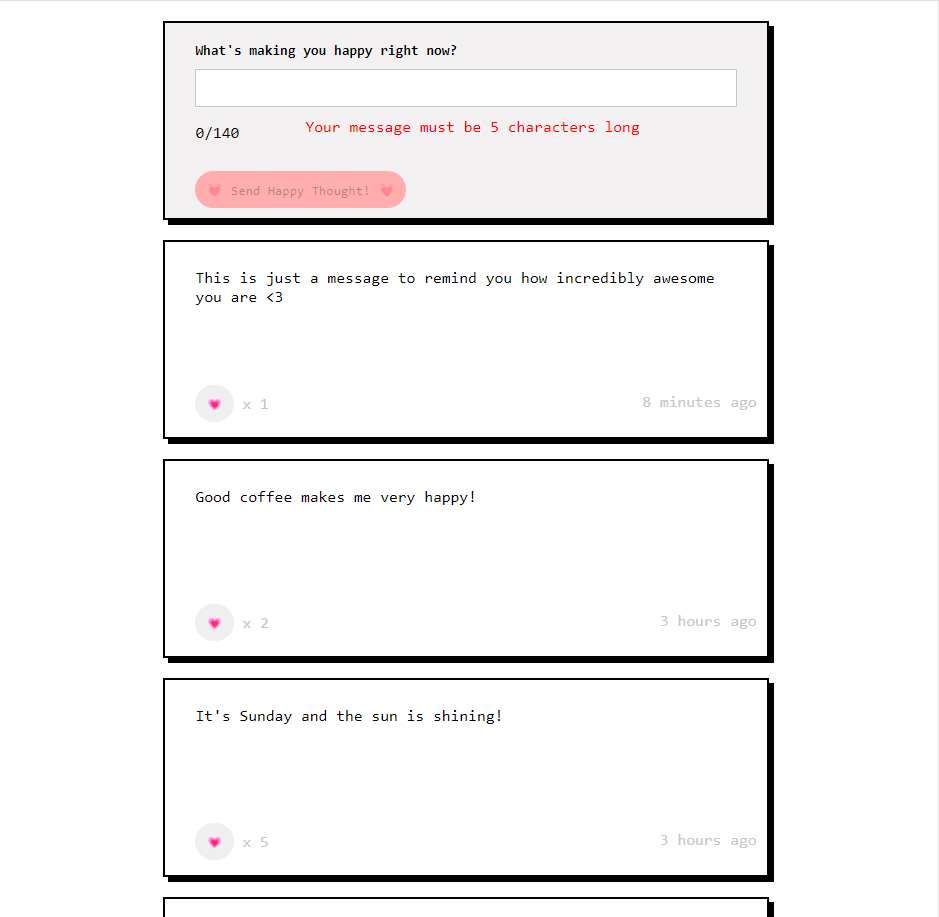 What's making you happy right now?
0/140 Your message must be 5 characters long
Send Happy Thought!
This is just a message to remind you how incredibly awesome
you are <3
x 1 8 minutes ago
Good coffee makes me very happy!
x 2 3 hours ago
It's Sunday and the sun is shining!
x 5 3 hours ago